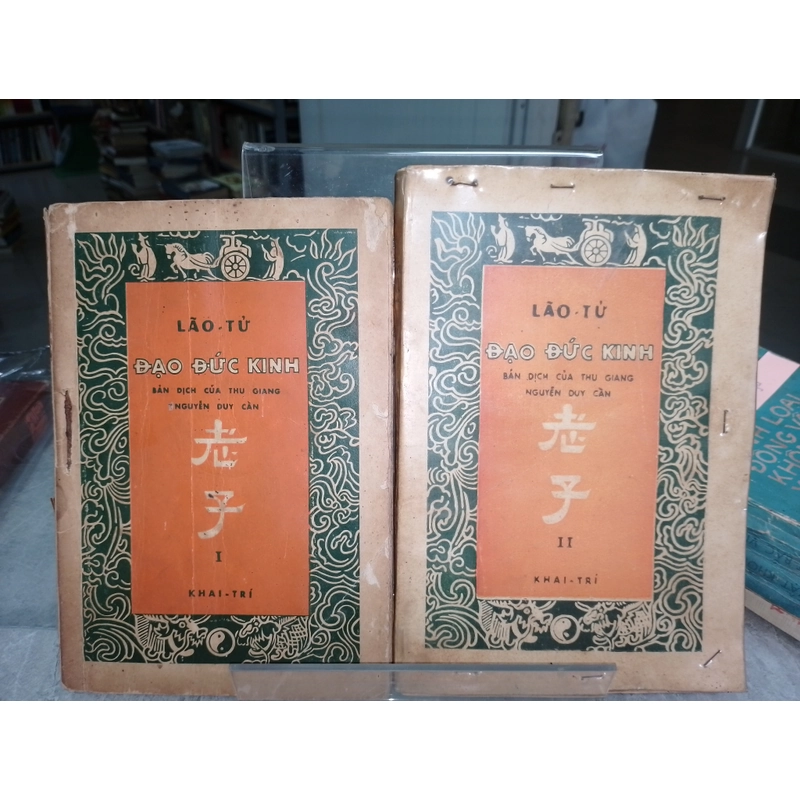 LÃO-TỬ
ĐẠO ĐỨC KINH
BẢN DỊCH CỦA THU GIANG
NGUYỄN DUY CẦN
老
子
I
KHAI-TRÍ
LÃO-TỬ
ĐẠO ĐỨC KINH
BẢN DỊCH CỦA THU GIANG
NGUYỄN DUY CẦN
老
子
II
KHAI-TRÍ
LOẠI